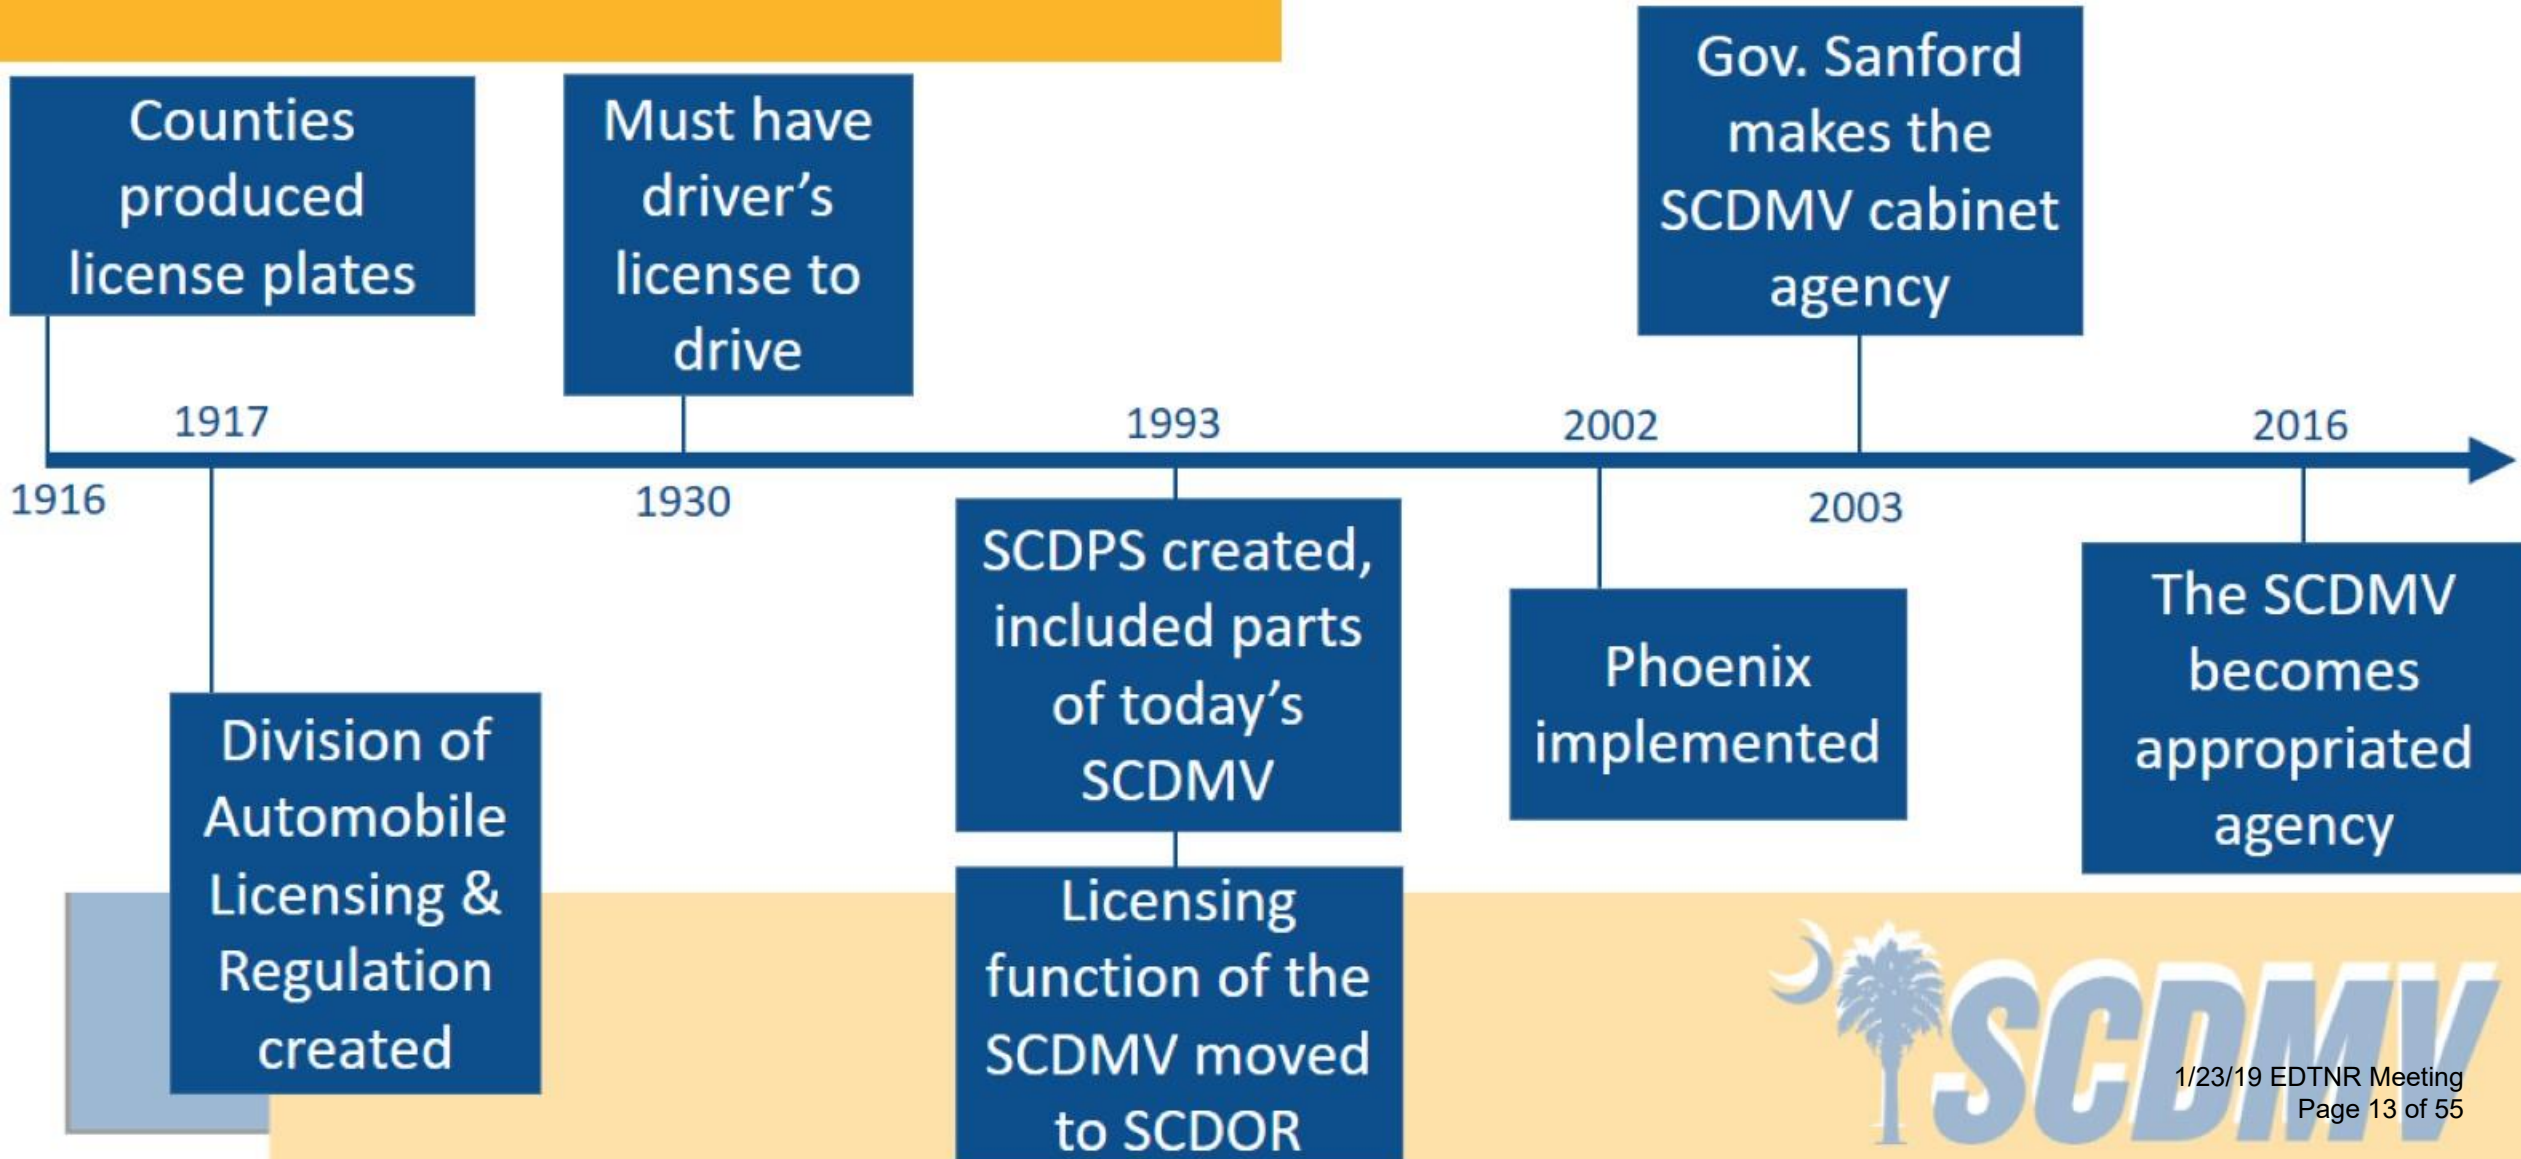 Counties
produced
license plates
Must have
driver's
license to
drive
Gov. Sanford
makes the
SCDMV cabinet
agency
1917
1993
2002
2016
1916
1930
2003
Division of
Automobile
Licensing &
Regulation
created
SCDPS created,
included parts
of today's
SCDMV
Licensing
function of the
SCDMV moved
to SCDOR
Phoenix
implemented
The SCDMV
becomes
appropriated
agency
SCDMV
1/23/19 EDTNR Meeting
Page 13 of 55